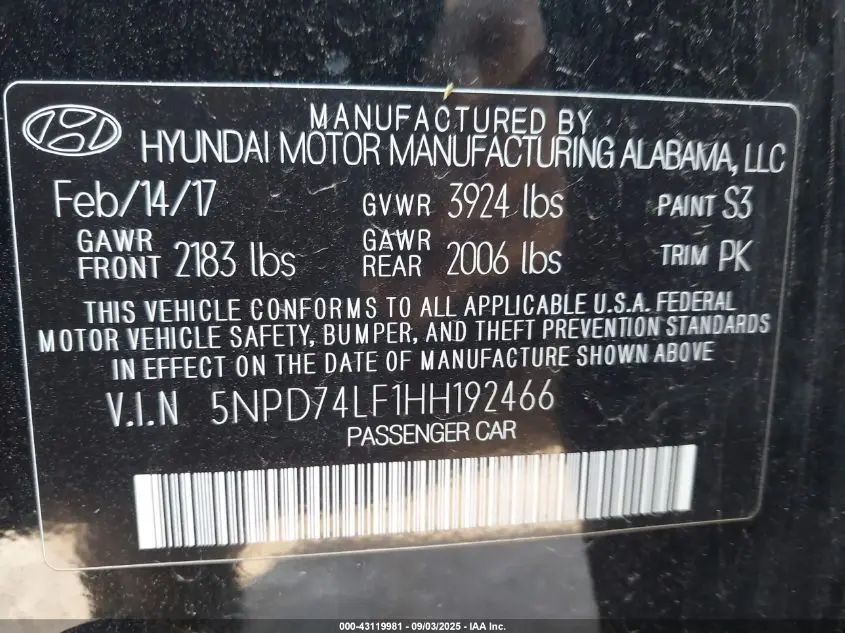 MANUFACTURED BY
HYUNDAI MOTOR MANUFACTURING ALABAMA, LLC
Feb/14/17 GVWR 3924 lbs PAINT S3
GAWR FRONT 2183 lbs GAWR REAR 2006 lbs TRIM PK
THIS VEHICLE CONFORMS TO ALL APPLICABLE U.S.A. FEDERAL
MOTOR VEHICLE SAFETY, BUMPER, AND THEFT PREVENTION STANDARDS
IN EFFECT ON THE DATE OF MANUFACTURE SHOWN ABOVE
V.I.N 5NPD74LF1HH192466
PASSENGER CAR
000-43119981 - 09/03/2025 - IAA Inc.